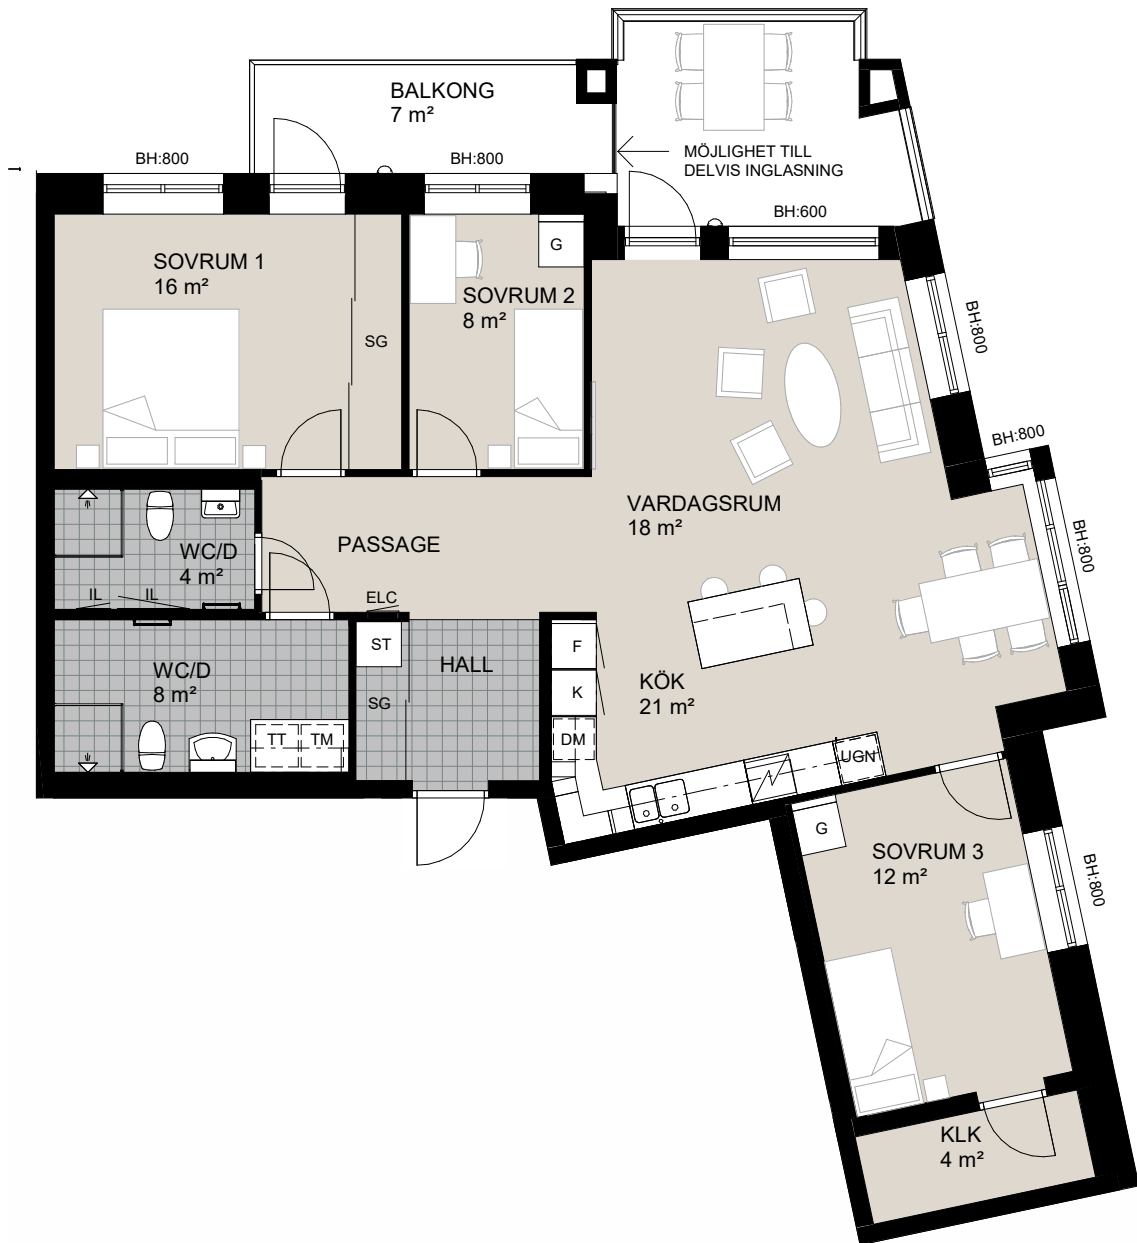 BALKONG
7 m²
MÖJLIGHET TILL
DELVIS INGLASNING
BH:800
BH:800
BH:600
SOVRUM 1
16 m²
SG
SOVRUM 2
8 m²
G
BH:800
BH:800
BH:800
VARDAGSRUM
18 m²
PASSAGE
WC/D
4 m²
IL
IL
ELC
ST
HALL
SG
WC/D
8 m²
TT
TM
F
K
DM
KÖK
21 m²
UGN
G
SOVRUM 3
12 m²
BH:800
KLK
4 m²